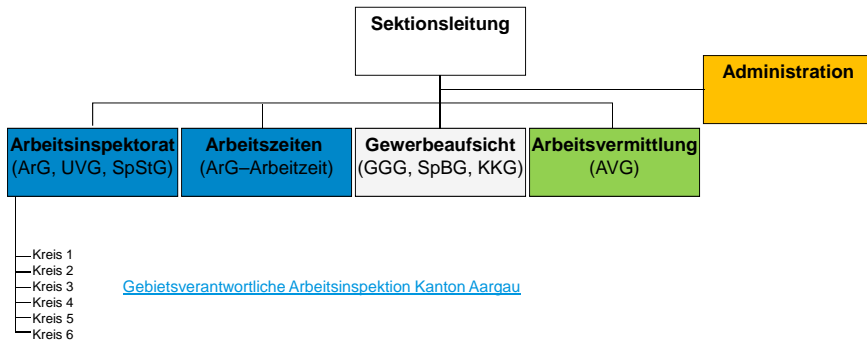 Sektionsleitung
Administration
Arbeitsinspektorat
(ArG, UVG, SpStG)
Arbeitszeiten
(ArG–Arbeitzeit)
Gewerbeaufsicht
(GGG, SpBG, KKG)
Arbeitsvermittlung
(AVG)
Kreis 1
Kreis 2
Kreis 3
Kreis 4
Kreis 5
Kreis 6
Gebietsverantwortliche Arbeitsinspektion Kanton Aargau